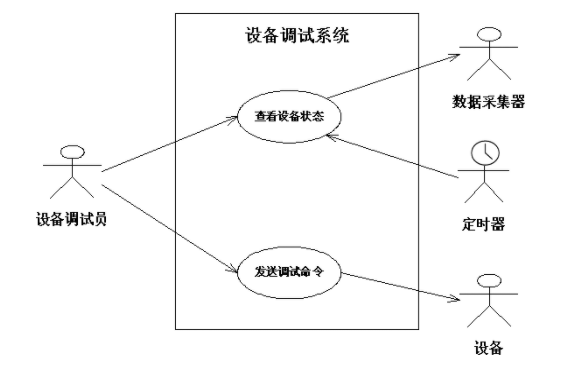 设备调试系统
数据采集器
查看设备状态
设备调试员
定时器
发送调试命令
设备